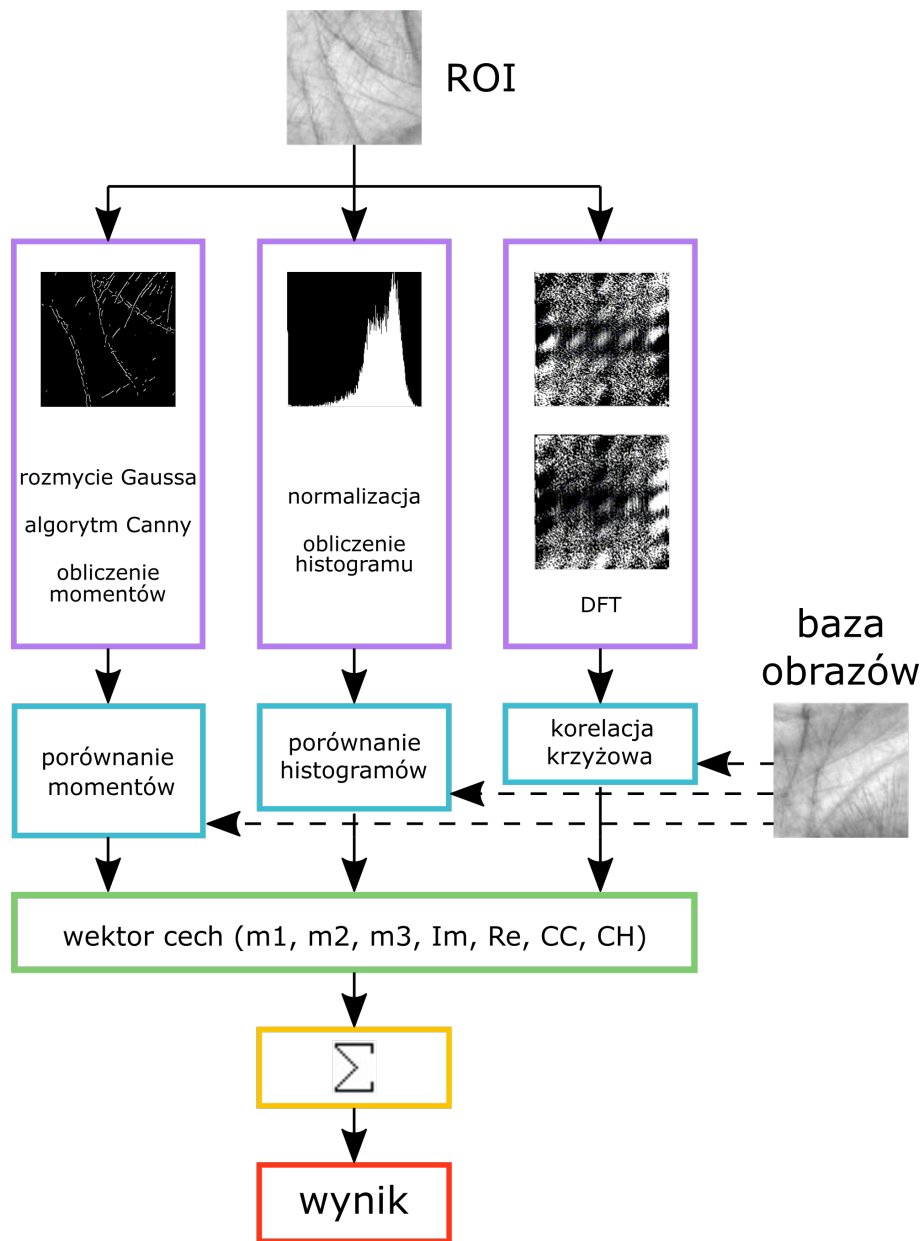 ROI
rozmycie Gaussa
algorytm Canny
obliczenie
momentów
normalizacja
obliczenie
histogramu
DFT
baza
obrazów
porównanie
momentów
porównanie
histogramów
korelacja
krzyżowa
wektor cech (m1, m2, m3, Im, Re, CC, CH)
Σ
wynik